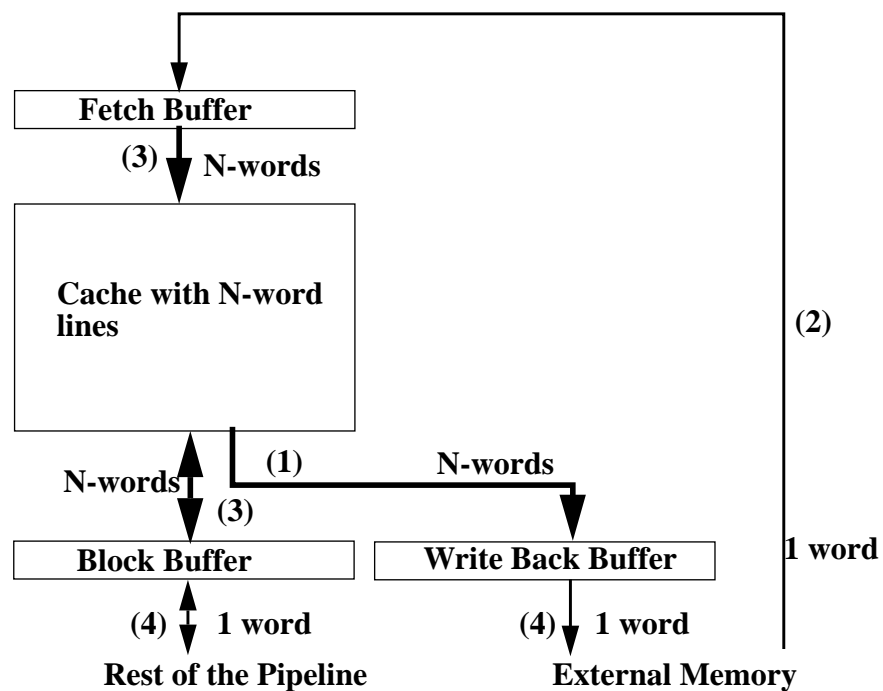 Fetch Buffer
(3)
N-words
Cache with N-word
lines
(2)
(1)
N-words
N-words
(3)
Block Buffer
Write Back Buffer
1 word
(4)
1 word
(4)
1 word
Rest of the Pipeline
External Memory